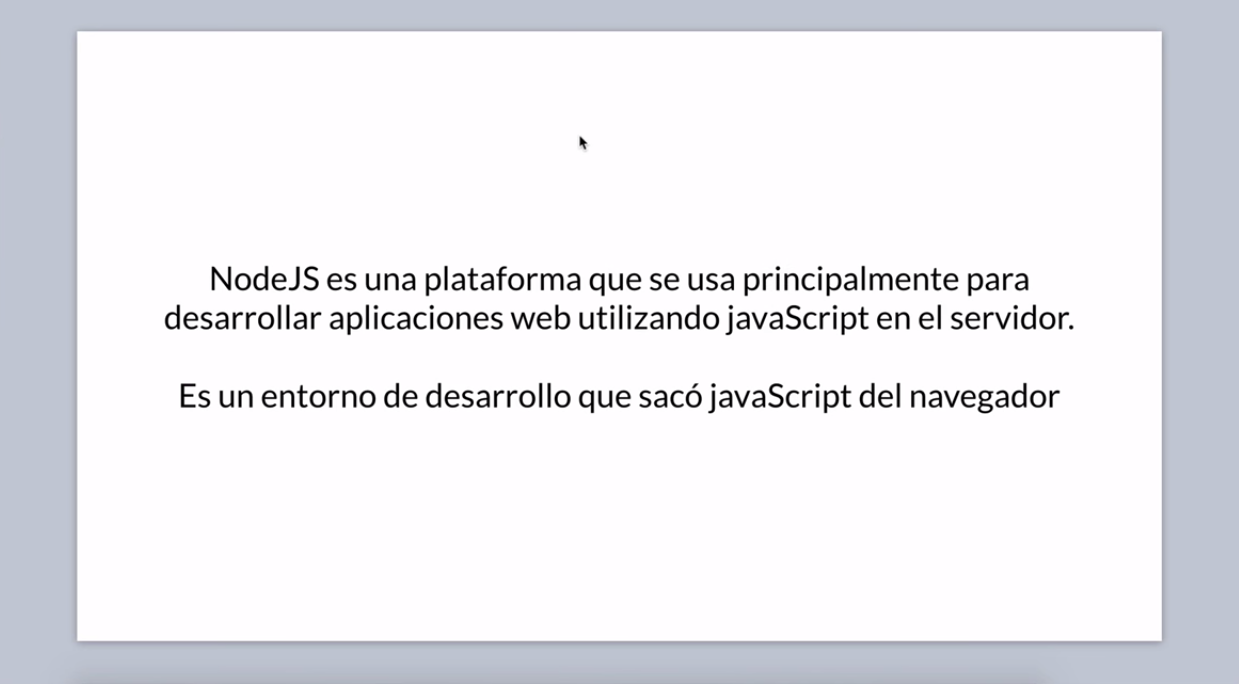 NodeJS es una plataforma que se usa principalmente para
desarrollar aplicaciones web utilizando javaScript en el servidor.
Es un entorno de desarrollo que sacó javaScript del navegador